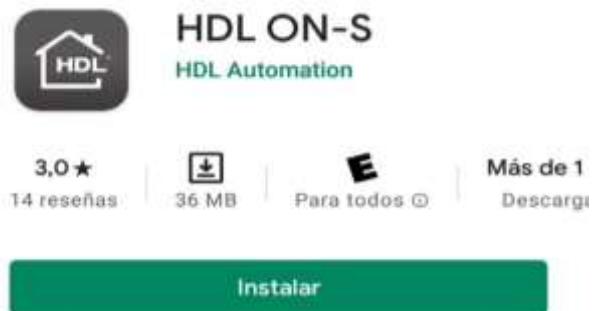 HDL
HDL ON-S
HDL Automation
3,0 ★
14 reseñas
36 MB
E
Para todos
Más de 1
Descarga
Instalar